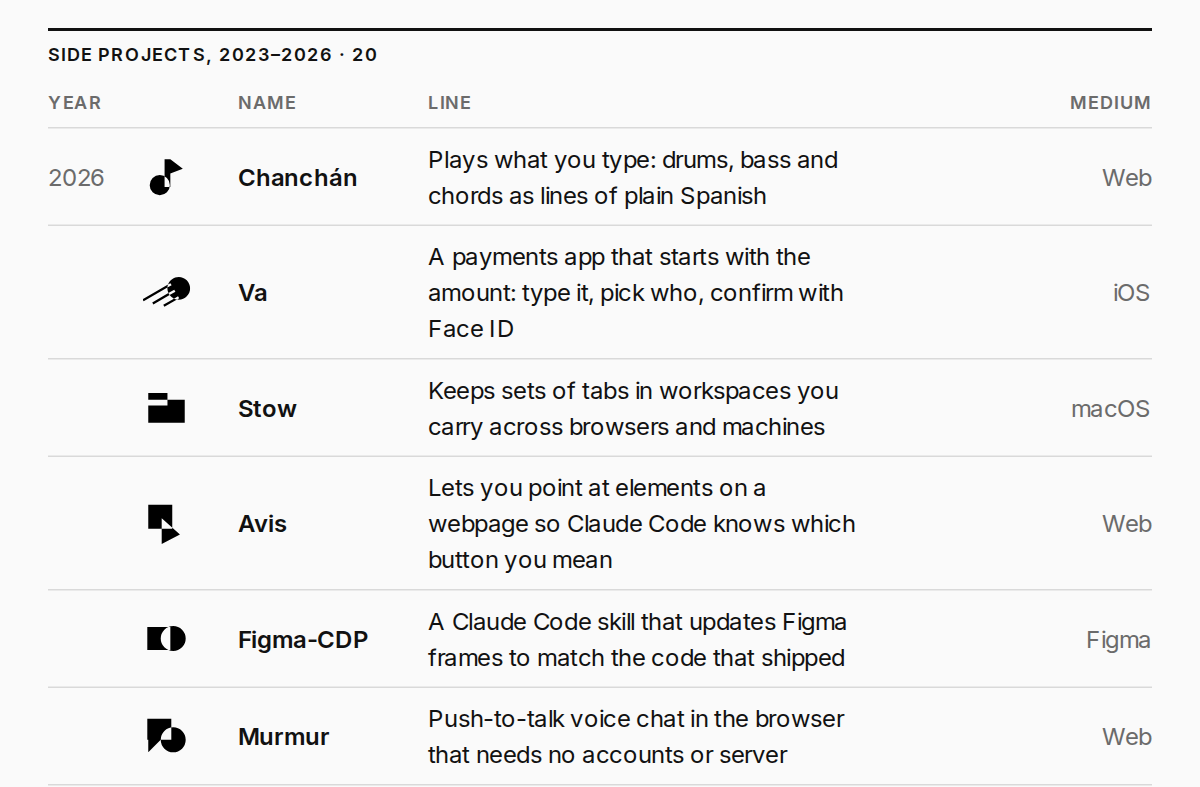 SIDE PROJECTS, 2023–2026 · 20
YEAR NAME LINE MEDIUM
2026 Chanchán Plays what you type: drums, bass and
chords as lines of plain Spanish Web
Va A payments app that starts with the
amount: type it, pick who, confirm with
Face ID iOS
Stow Keeps sets of tabs in workspaces you
carry across browsers and machines macOS
Avis Lets you point at elements on a
webpage so Claude Code knows which
button you mean Web
Figma-CDP A Claude Code skill that updates Figma
frames to match the code that shipped Figma
Murmur Push-to-talk voice chat in the browser
that needs no accounts or server Web